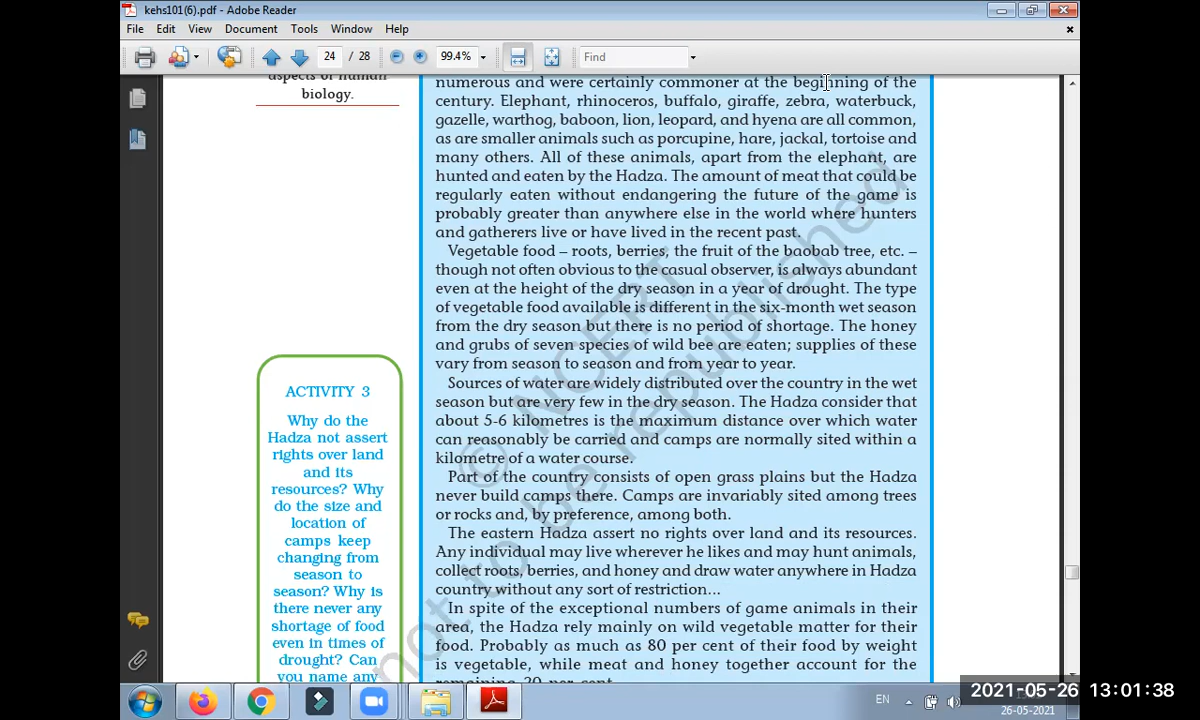 kehs101(6).pdf - Adobe Reader
File Edit View Document Tools Window Help
24 / 28 99.4% Find
aspects of human
biology.
ACTIVITY 3
Why do the
Hadza not assert
rights over land
and its
resources? Why
do the size and
location of
camps keep
changing from
season to
season? Why is
there never any
shortage of food
even in times of
drought? Can
you name any
numerous and were certainly commoner at the beginning of the
century. Elephant, rhinoceros, buffalo, giraffe, zebra, waterbuck,
gazelle, warthog, baboon, lion, leopard, and hyena are all common,
as are smaller animals such as porcupine, hare, jackal, tortoise and
many others. All of these animals, apart from the elephant, are
hunted and eaten by the Hadza. The amount of meat that could be
regularly eaten without endangering the future of the game is
probably greater than anywhere else in the world where hunters
and gatherers live or have lived in the recent past.
Vegetable food – roots, berries, the fruit of the baobab tree, etc. –
though not often obvious to the casual observer, is always abundant
even at the height of the dry season in a year of drought. The type
of vegetable food available is different in the six-month wet season
from the dry season but there is no period of shortage. The honey
and grubs of seven species of wild bee are eaten; supplies of these
vary from season to season and from year to year.
Sources of water are widely distributed over the country in the wet
season but are very few in the dry season. The Hadza consider that
about 5-6 kilometres is the maximum distance over which water
can reasonably be carried and camps are normally sited within a
kilometre of a water course.
Part of the country consists of open grass plains but the Hadza
never build camps there. Camps are invariably sited among trees
or rocks and, by preference, among both.
The eastern Hadza assert no rights over land and its resources.
Any individual may live wherever he likes and may hunt animals,
collect roots, berries, and honey and draw water anywhere in Hadza
country without any sort of restriction...
In spite of the exceptional numbers of game animals in their
area, the Hadza rely mainly on wild vegetable matter for their
food. Probably as much as 80 per cent of their food by weight
is vegetable, while meat and honey together account for the
remaining 20 per cent.
© NCERT
not to be republished
EN
2021-05-26 13:01:38
26-05-2021